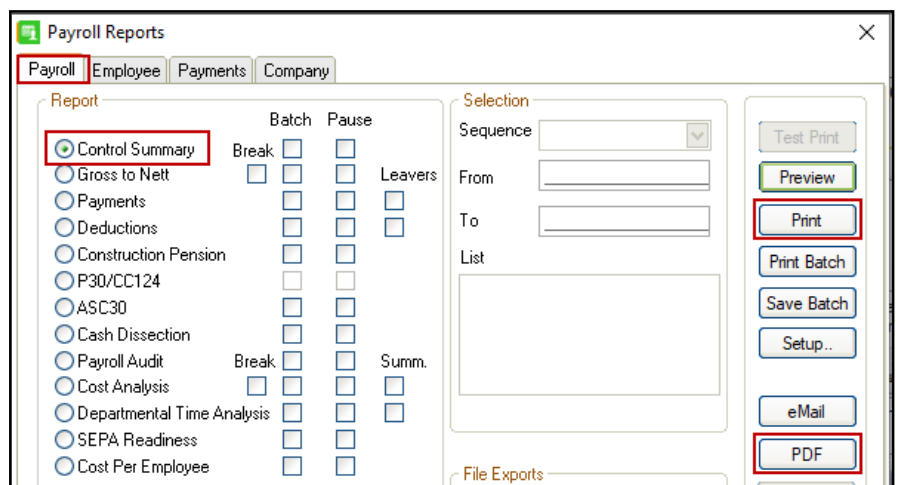 Payroll Reports
Payroll Employee Payments Company
Report
Batch Pause
Control Summary Break
Gross to Nett Leavers
Payments
Deductions
Construction Pension
P30/CC124
ASC30
Cash Dissection
Payroll Audit Break Summ.
Cost Analysis
Departmental Time Analysis
SEPA Readiness
Cost Per Employee
Selection
Sequence
From
To
List
File Exports
Test Print
Preview
Print
Print Batch
Save Batch
Setup..
eMail
PDF